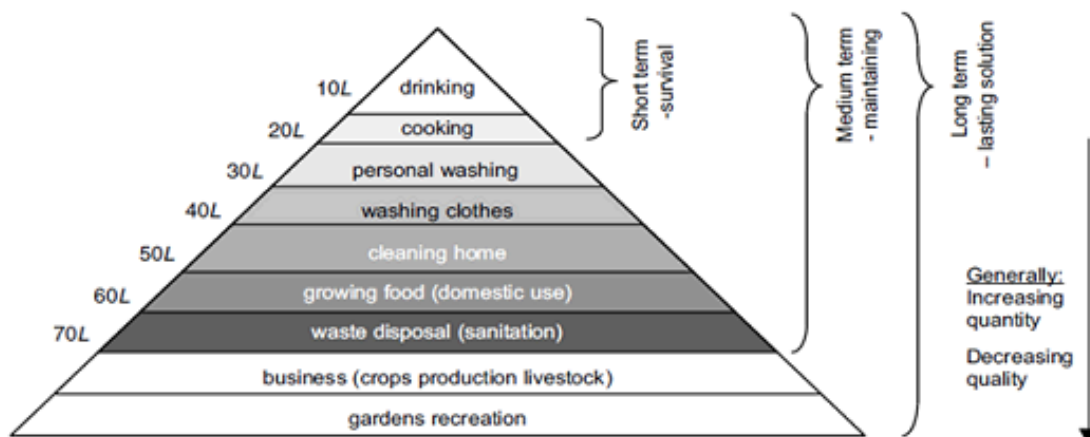 10L
drinking
20L
cooking
30L
personal washing
40L
washing clothes
50L
cleaning home
60L
growing food (domestic use)
70L
waste disposal (sanitation)
business (crops production livestock)
gardens recreation
Short term
-survival
Medium term
- maintaining
Long term
– lasting solution
Generally:
Increasing
quantity
Decreasing
quality